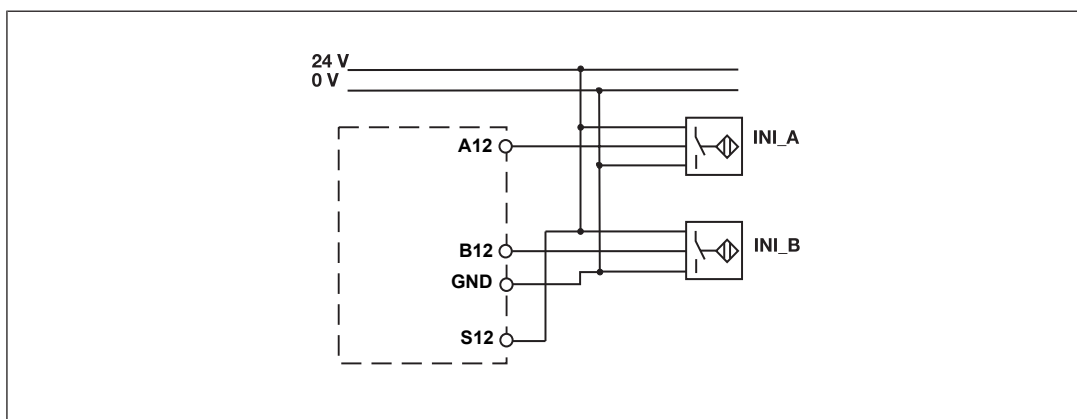 24 V
0 V
A12
INI_A
B12
INI_B
GND
S12